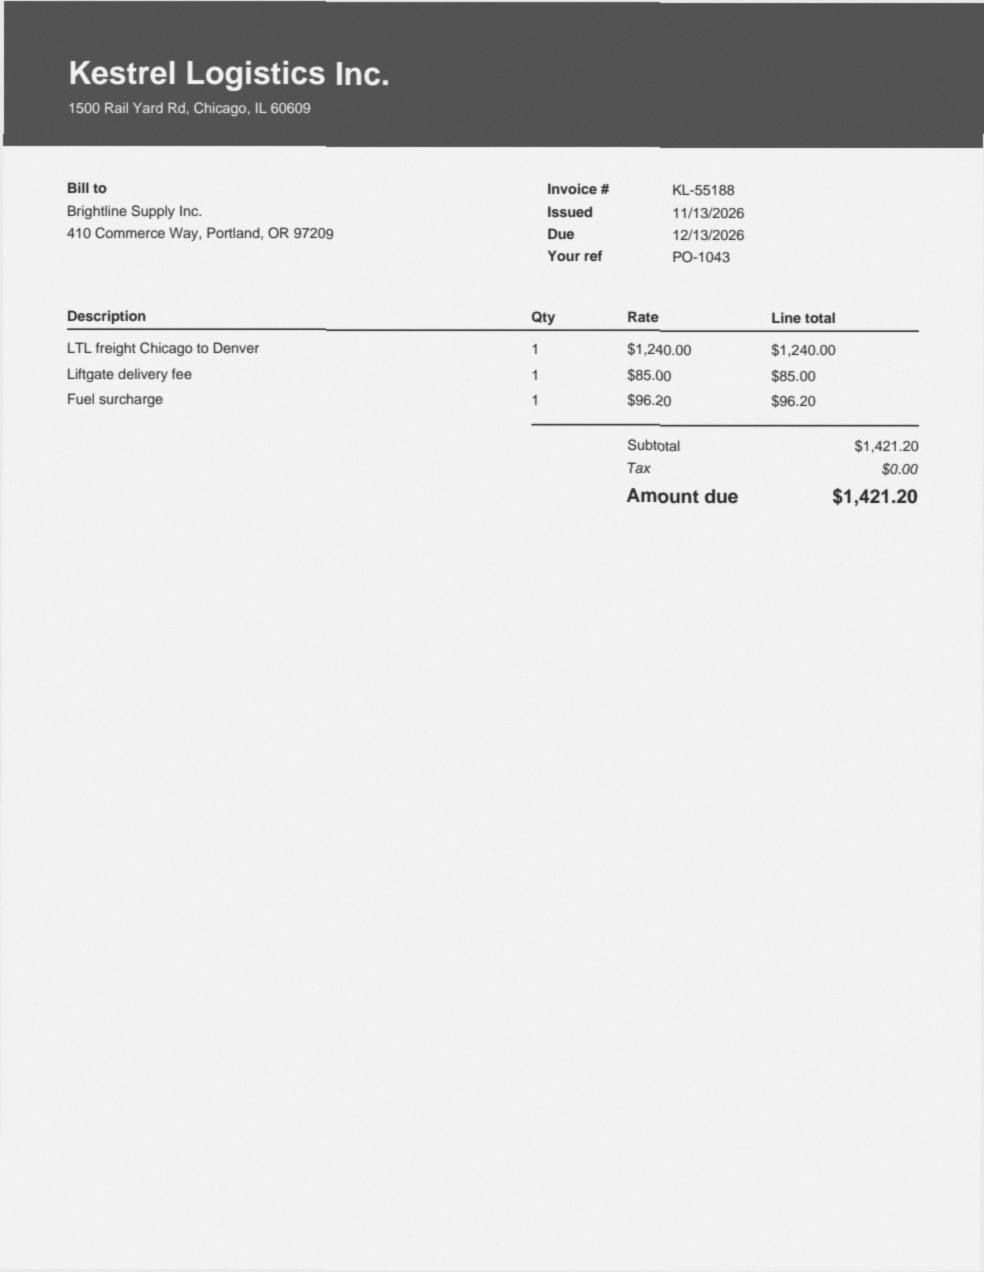 Kestrel Logistics Inc.
1500 Rail Yard Rd, Chicago, IL 60609
Bill to
Brightline Supply Inc.
410 Commerce Way, Portland, OR 97209
Invoice # KL-55188
Issued 11/13/2026
Due 12/13/2026
Your ref PO-1043
Description Qty Rate Line total
LTL freight Chicago to Denver 1 $1,240.00 $1,240.00
Liftgate delivery fee 1 $85.00 $85.00
Fuel surcharge 1 $96.20 $96.20
Subtotal $1,421.20
Tax $0.00
Amount due $1,421.20